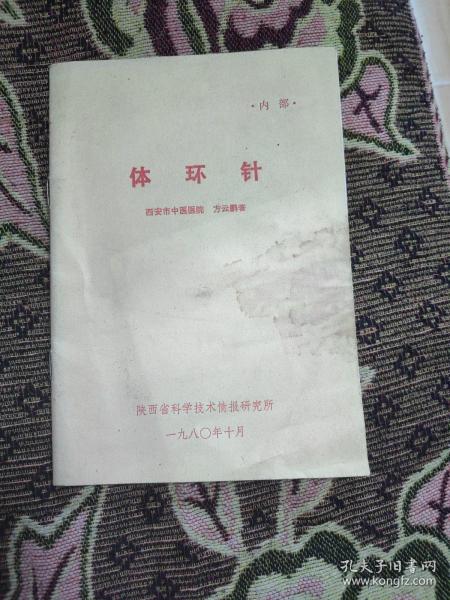 ·内 部·
体 环 针
西安市中医医院 方云鹏著
陕西省科学技术情报研究所
一九八〇年十月
孔夫子旧书网
www.kongfz.com